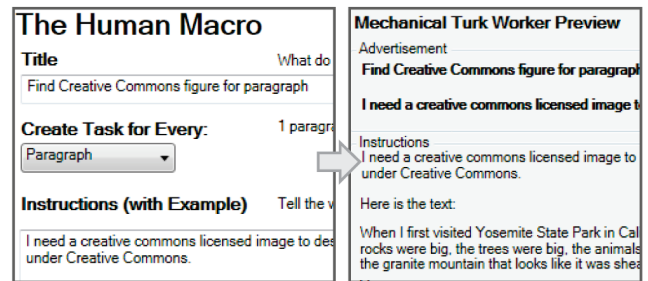 The Human Macro
Title
What do
Find Creative Commons figure for paragraph
Create Task for Every:
1 paragra
Paragraph
Instructions (with Example)
Tell the w
I need a creative commons licensed image to des
under Creative Commons.
Mechanical Turk Worker Preview
Advertisement
Find Creative Commons figure for paragraph
I need a creative commons licensed image t
Instructions
I need a creative commons licensed image to
under Creative Commons.
Here is the text:
When I first visited Yosemite State Park in Cal
rocks were big, the trees were big, the animals
the granite mountain that looks like it was shea